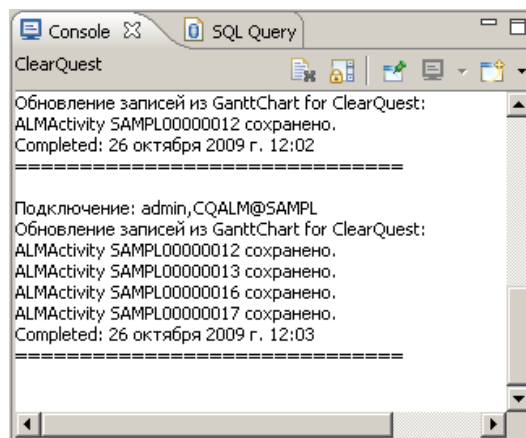 Console SQL Query
ClearQuest
Обновление записей из GanttChart for ClearQuest:
ALMActivity SAMPL00000012 сохранено.
Completed: 26 октября 2009 г. 12:02
================================
Подключение: admin,CQALM@SAMPL
Обновление записей из GanttChart for ClearQuest:
ALMActivity SAMPL00000012 сохранено.
ALMActivity SAMPL00000013 сохранено.
ALMActivity SAMPL00000016 сохранено.
ALMActivity SAMPL00000017 сохранено.
Completed: 26 октября 2009 г. 12:03
================================